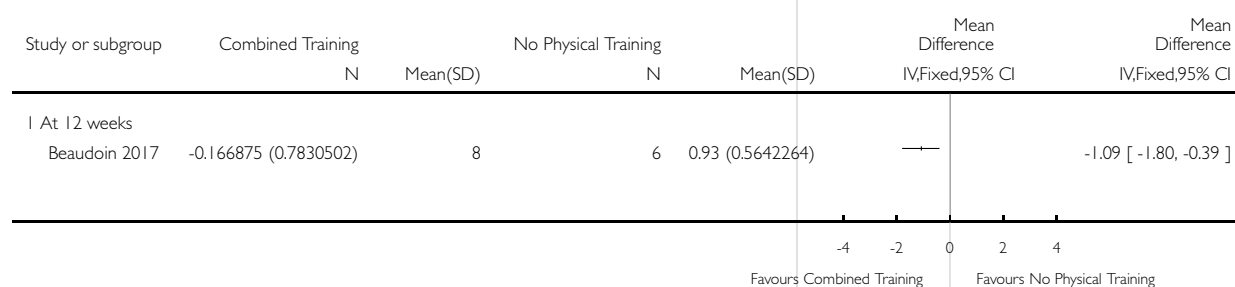 Mean Mean
Study or subgroup Combined Training No Physical Training Difference Difference
N Mean(SD) N Mean(SD) IV,Fixed,95% CI IV,Fixed,95% CI
1 At 12 weeks
Beaudoin 2017 -0.166875 (0.7830502) 8 6 0.93 (0.5642264) -1.09 [ -1.80, -0.39 ]
-4 -2 0 2 4
Favours Combined Training Favours No Physical Training